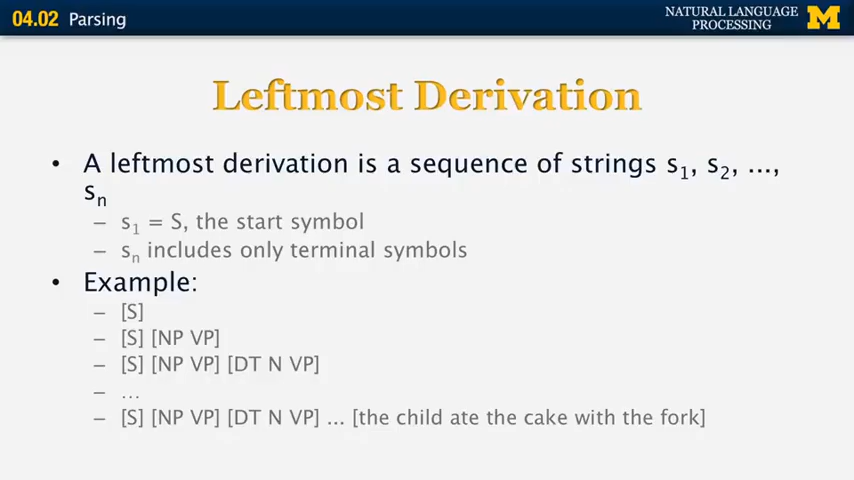 04.02 Parsing
NATURAL LANGUAGE
PROCESSING
M
Leftmost Derivation
• A leftmost derivation is a sequence of strings s₁, s₂, ...,
sₙ
– s₁ = S, the start symbol
– sₙ includes only terminal symbols
• Example:
– [S]
– [S] [NP VP]
– [S] [NP VP] [DT N VP]
– ...
– [S] [NP VP] [DT N VP] ... [the child ate the cake with the fork]